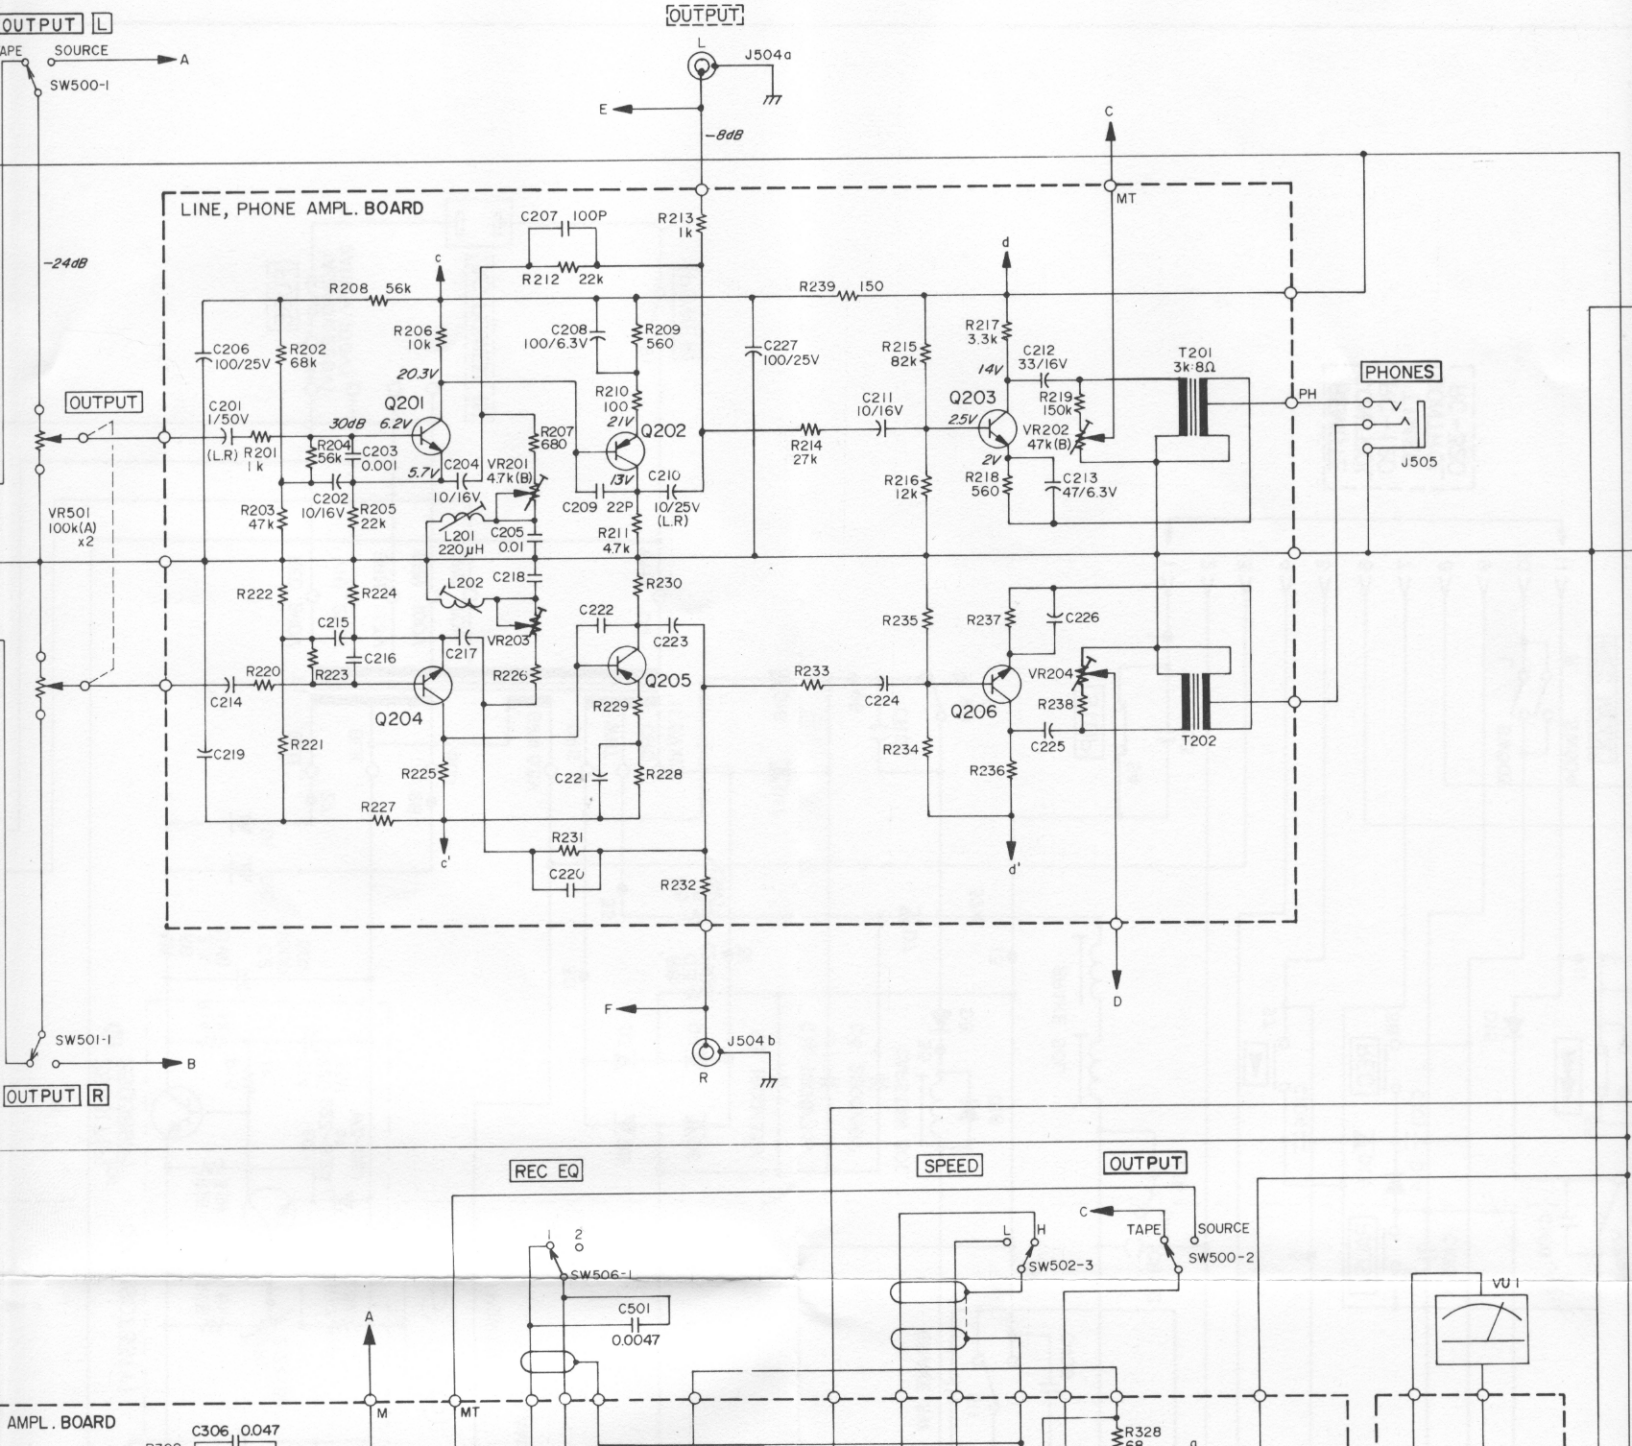 OUTPUT L
OUTPUT
APE SOURCE
A
SW500-1
L
J504a
E
-8dB
C
MT
LINE, PHONE AMPL. BOARD
-24dB
C207 100P
R213
1k
R212 22k
c
d
R208 56k
R239 150
R206
10k
C208
100/6.3V
R209
560
C206
100/25V
R202
68k
C227
100/25V
R215
82k
R217
3.3k
C212
33/16V
T201
3k:8Ω
PHONES
20.3V
14V
OUTPUT
C201
1/50V
(L.R)
R201
1k
30dB 6.2V
Q201
R210
100
21V
Q202
C211
10/16V
Q203
R219
150k
PH
R204
56k
C203
0.001
R207
680
R214
27k
2.5V
VR202
47k(B)
J505
5.7V
C204
10/16V
VR201
4.7k(B)
13V
C210
10/25V
(L.R)
2V
R216
12k
R218
560
C213
47/6.3V
C202
10/16V
C209 22P
VR501
100k(A)
x2
R203
47k
R205
22k
L201
220μH
C205
0.01
R211
4.7k
R222
R224
L202
C218
R230
C215
C222
R235
R237
C226
C216
C217
VR203
C223
R220
R223
R226
Q205
R233
VR204
C214
Q204
R229
C224
Q206
R238
C219
R221
R225
C221
R228
R234
R236
C225
T202
R227
c'
R231
C220
d'
R232
F
D
SW501-1
B
J504b
R
OUTPUT R
REC EQ
SPEED
OUTPUT
1 2
SW506-1
L H
SW502-3
C
TAPE
SOURCE
SW500-2
A
C501
0.0047
VU1
M
MT
AMPL. BOARD
C306 0.047
R328
68